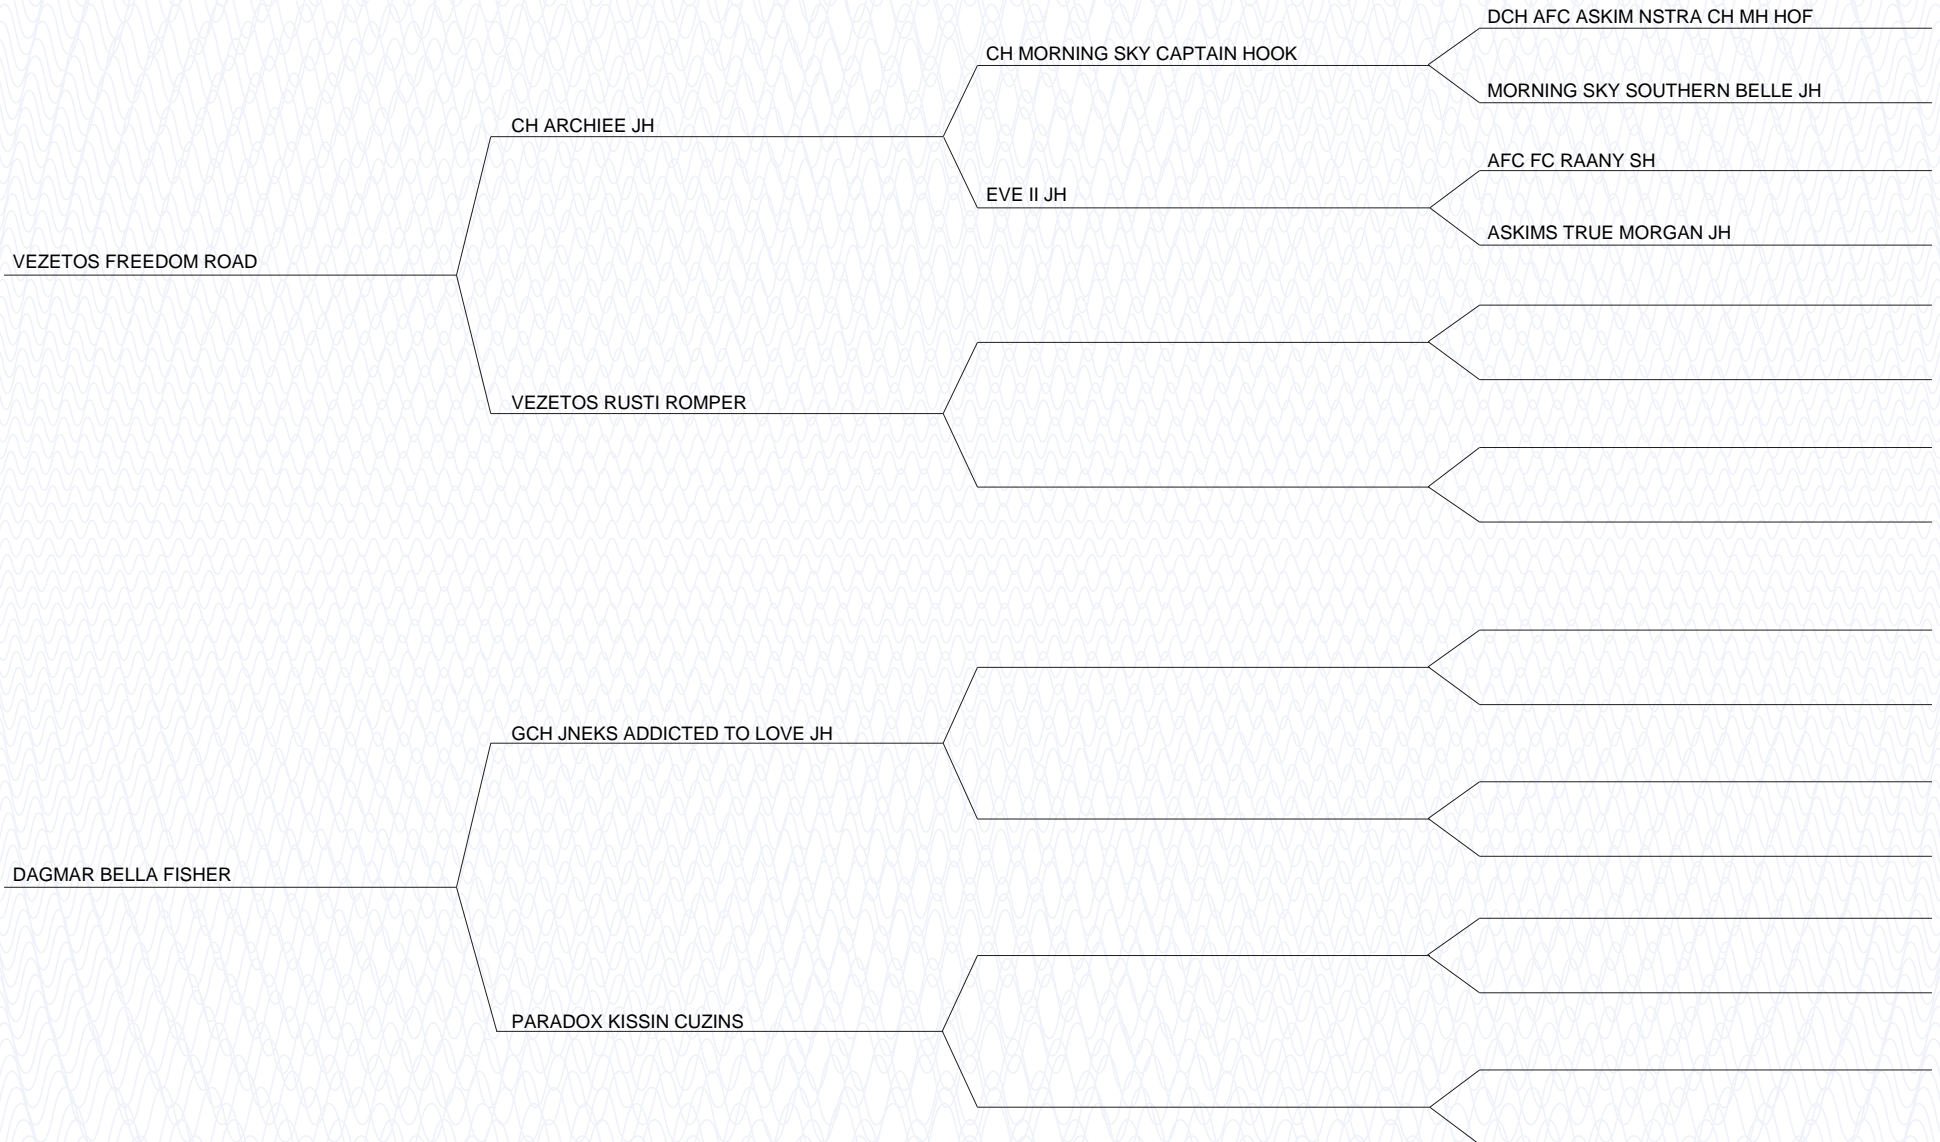 DCH AFC ASKIM NSTRA CH MH HOF
CH MORNING SKY CAPTAIN HOOK
MORNING SKY SOUTHERN BELLE JH
CH ARCHIEE JH
AFC FC RAANY SH
EVE II JH
ASKIMS TRUE MORGAN JH
VEZETOS FREEDOM ROAD
VEZETOS RUSTI ROMPER
GCH JNEKS ADDICTED TO LOVE JH
DAGMAR BELLA FISHER
PARADOX KISSIN CUZINS